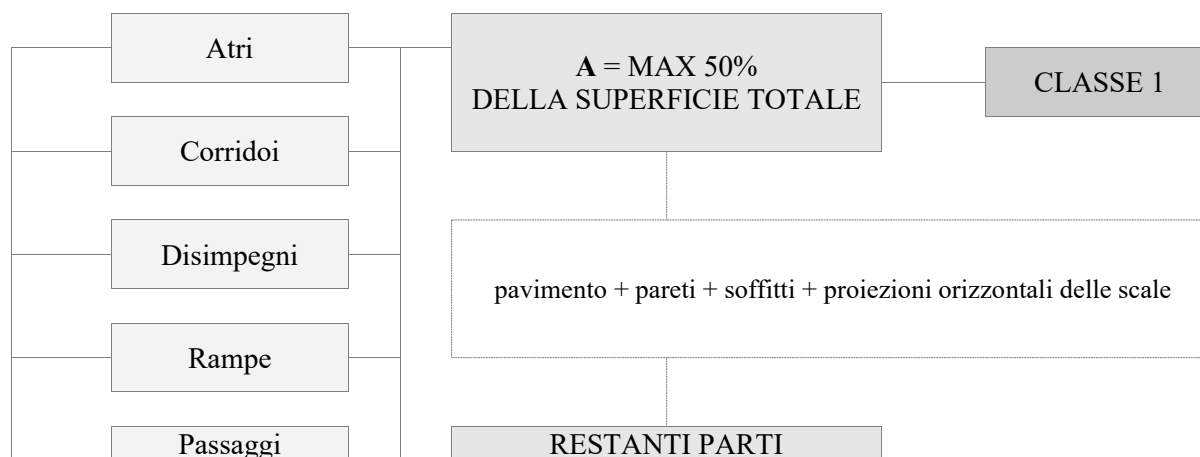 Atri
A = MAX 50%
DELLA SUPERFICIE TOTALE
CLASSE 1
Corridoi
Disimpegni
pavimento + pareti + soffitti + proiezioni orizzontali delle scale
Rampe
Passaggi
RESTANTI PARTI